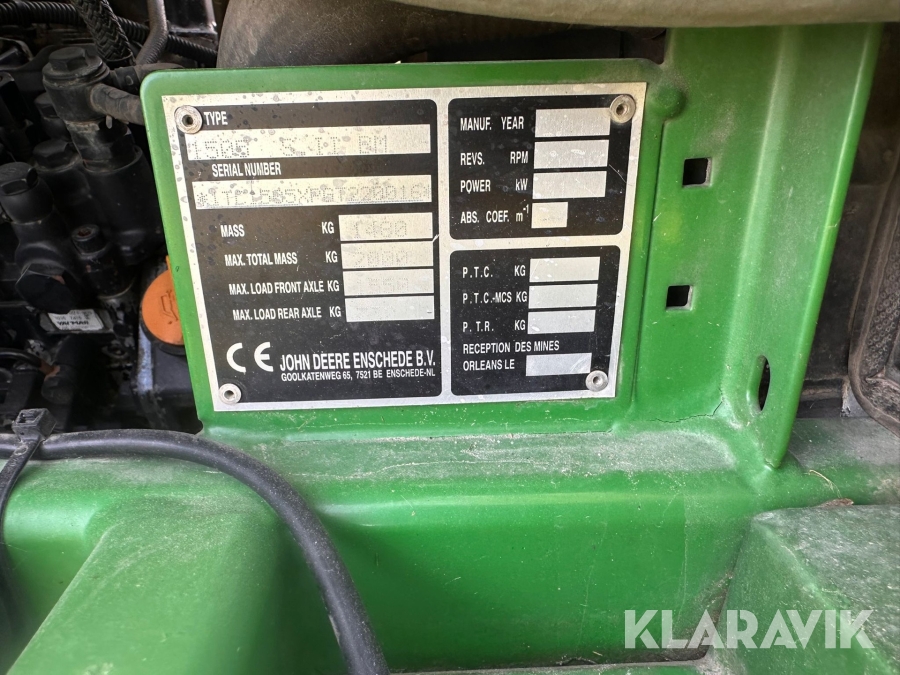 TYPE
SERIAL NUMBER
MASS KG 1480
MAX. TOTAL MASS KG
MAX. LOAD FRONT AXLE KG
MAX. LOAD REAR AXLE KG
CE JOHN DEERE ENSCHEDE B.V.
GOOLKATENWEG 65, 7521 BE ENSCHEDE-NL
MANUF. YEAR
REVS. RPM
POWER kW
ABS. COEF. m⁻¹
P.T.C. KG
P.T.C.-MCS KG
P.T.R. KG
RECEPTION DES MINES
ORLEANS LE
KLARAVIK